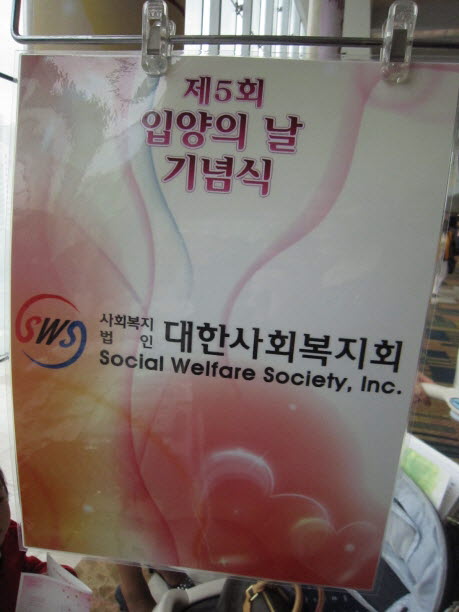 제5회
입양의 날
기념식
SWS
사회복지
법 인
대한사회복지회
Social Welfare Society, Inc.